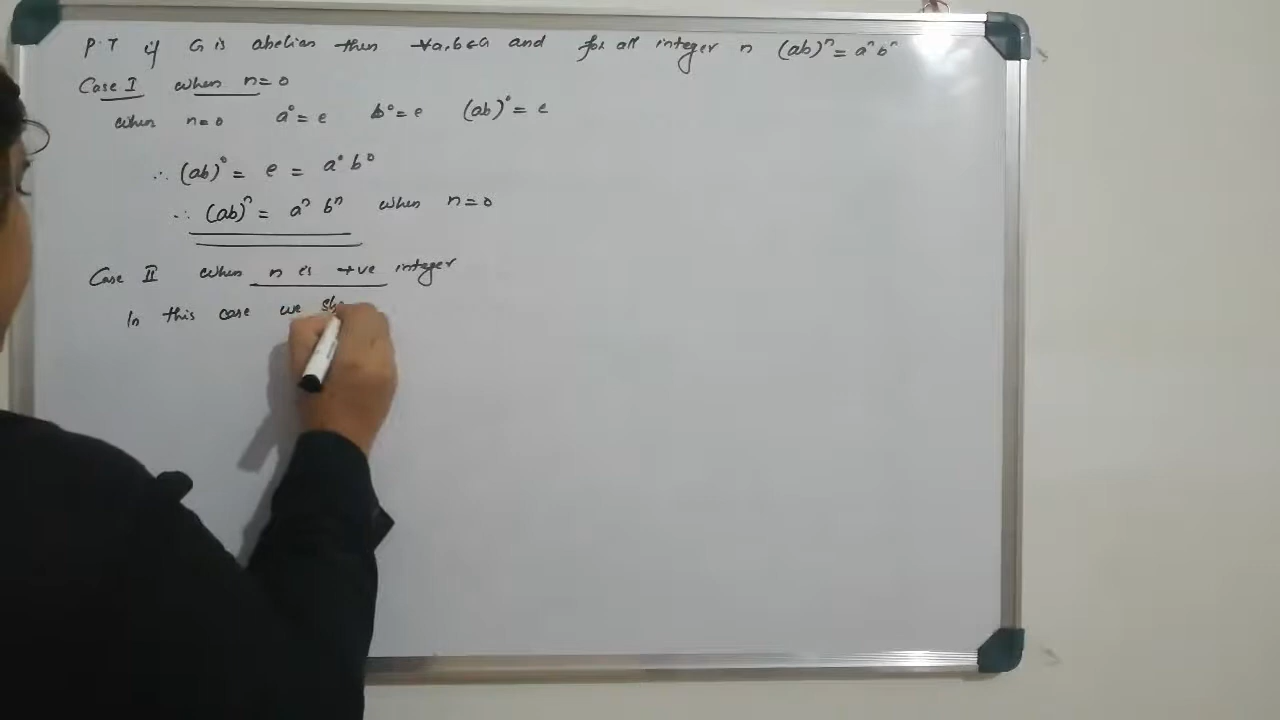 P.T if G is abelian then ∀a,b∈G and for all integer n (ab)ⁿ = aⁿbⁿ
Case I when n=0
when n=0 a⁰=e b⁰=e (ab)⁰=e
∴ (ab)⁰ = e = a⁰ b⁰
∴ (ab)ⁿ = aⁿ bⁿ when n=0
Case II when n is +ve integer
In this case we sh